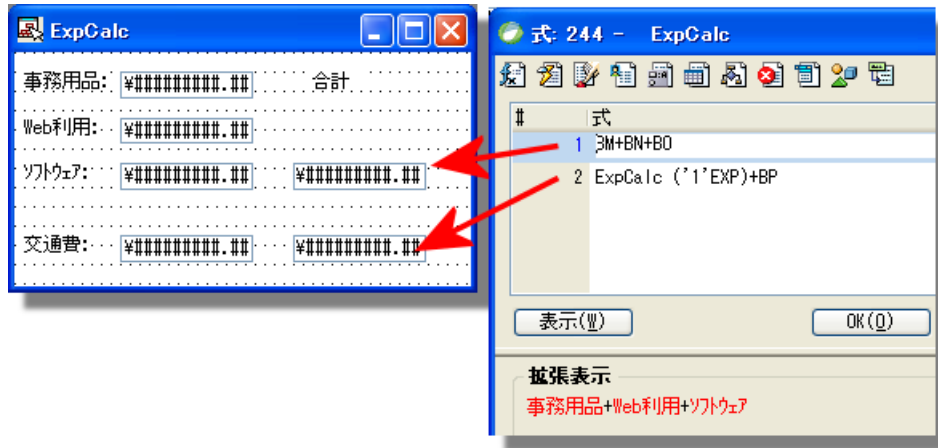 ExpCalc
事務用品: ¥#########.## 合計
Web利用: ¥#########.##
ソフトウェア: ¥#########.## ¥#########.##
交通費: ¥#########.## ¥#########.##
式: 244 - ExpCalc
# 式
1 BM+BN+BO
2 ExpCalc ('1'EXP)+BP
表示(W) OK(O)
拡張表示
事務用品+Web利用+ソフトウェア